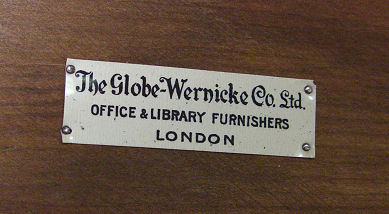 The Globe-Wernicke Co. Ltd.
OFFICE & LIBRARY FURNISHERS
LONDON